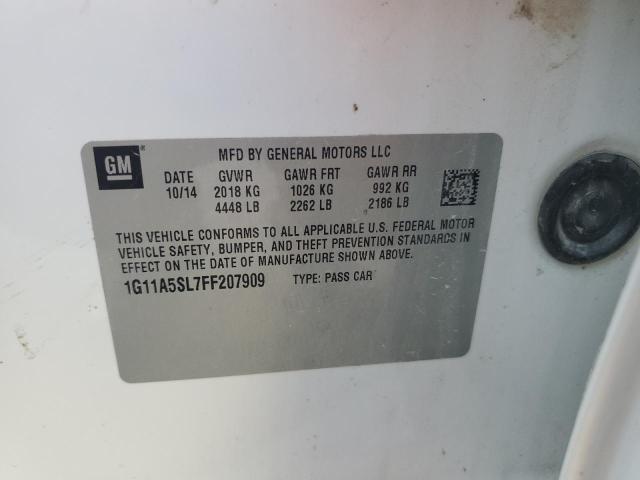 GM
MFD BY GENERAL MOTORS LLC
DATE GVWR GAWR FRT GAWR RR
10/14 2018 KG 1026 KG 992 KG
4448 LB 2262 LB 2186 LB
THIS VEHICLE CONFORMS TO ALL APPLICABLE U.S. FEDERAL MOTOR
VEHICLE SAFETY, BUMPER, AND THEFT PREVENTION STANDARDS IN
EFFECT ON THE DATE OF MANUFACTURE SHOWN ABOVE.
1G11A5SL7FF207909 TYPE: PASS CAR